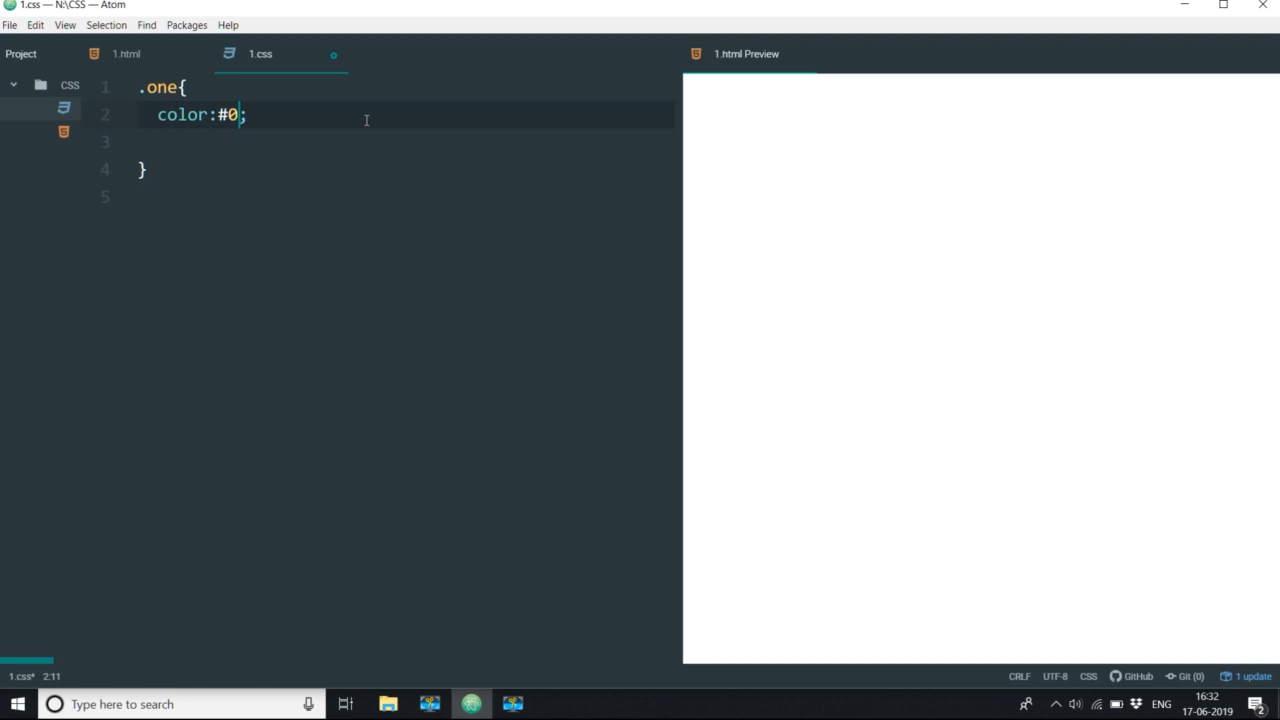 1.css — N:\CSS — Atom
File Edit View Selection Find Packages Help
Project 1.html 1.css 1.html Preview
CSS
1 .one{
2 color:#0;
3
4 }
5
1.css* 2:11 CRLF UTF-8 CSS GitHub Git (0) 1 update
Type here to search ENG 16:32
17-06-2019 2